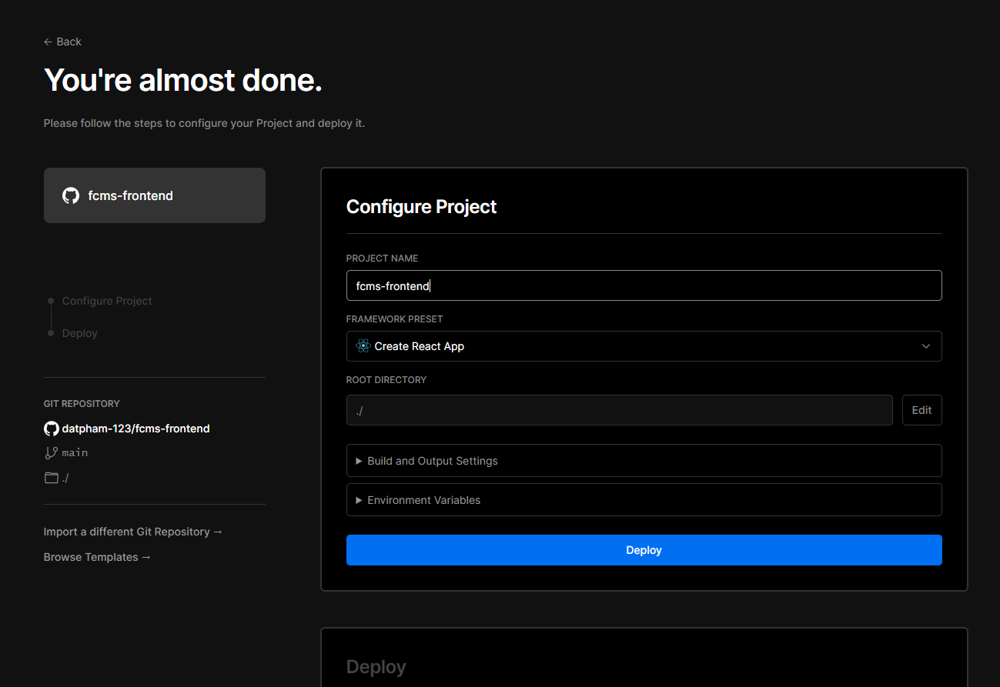 ← Back
You're almost done.
Please follow the steps to configure your Project and deploy it.
fcms-frontend
Configure Project
Deploy
GIT REPOSITORY
datpham-123/fcms-frontend
main
./
Import a different Git Repository →
Browse Templates →
Configure Project
PROJECT NAME
fcms-frontend
FRAMEWORK PRESET
Create React App
ROOT DIRECTORY
./ Edit
Build and Output Settings
Environment Variables
Deploy
Deploy